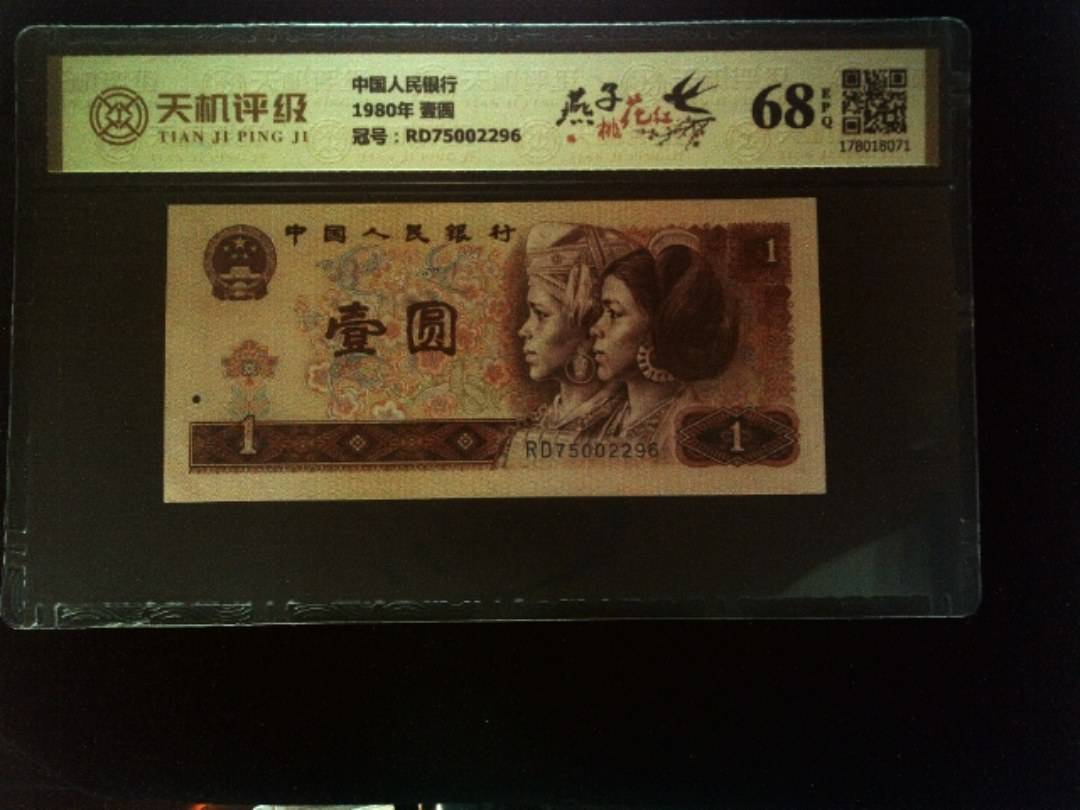 天机评级
TIAN JI PING JI
中国人民银行
1980年 壹圆
冠号：RD75002296
燕子
桃花红
68
EPQ
178018071
中国人民银行
壹圆
1
1
RD75002296
1